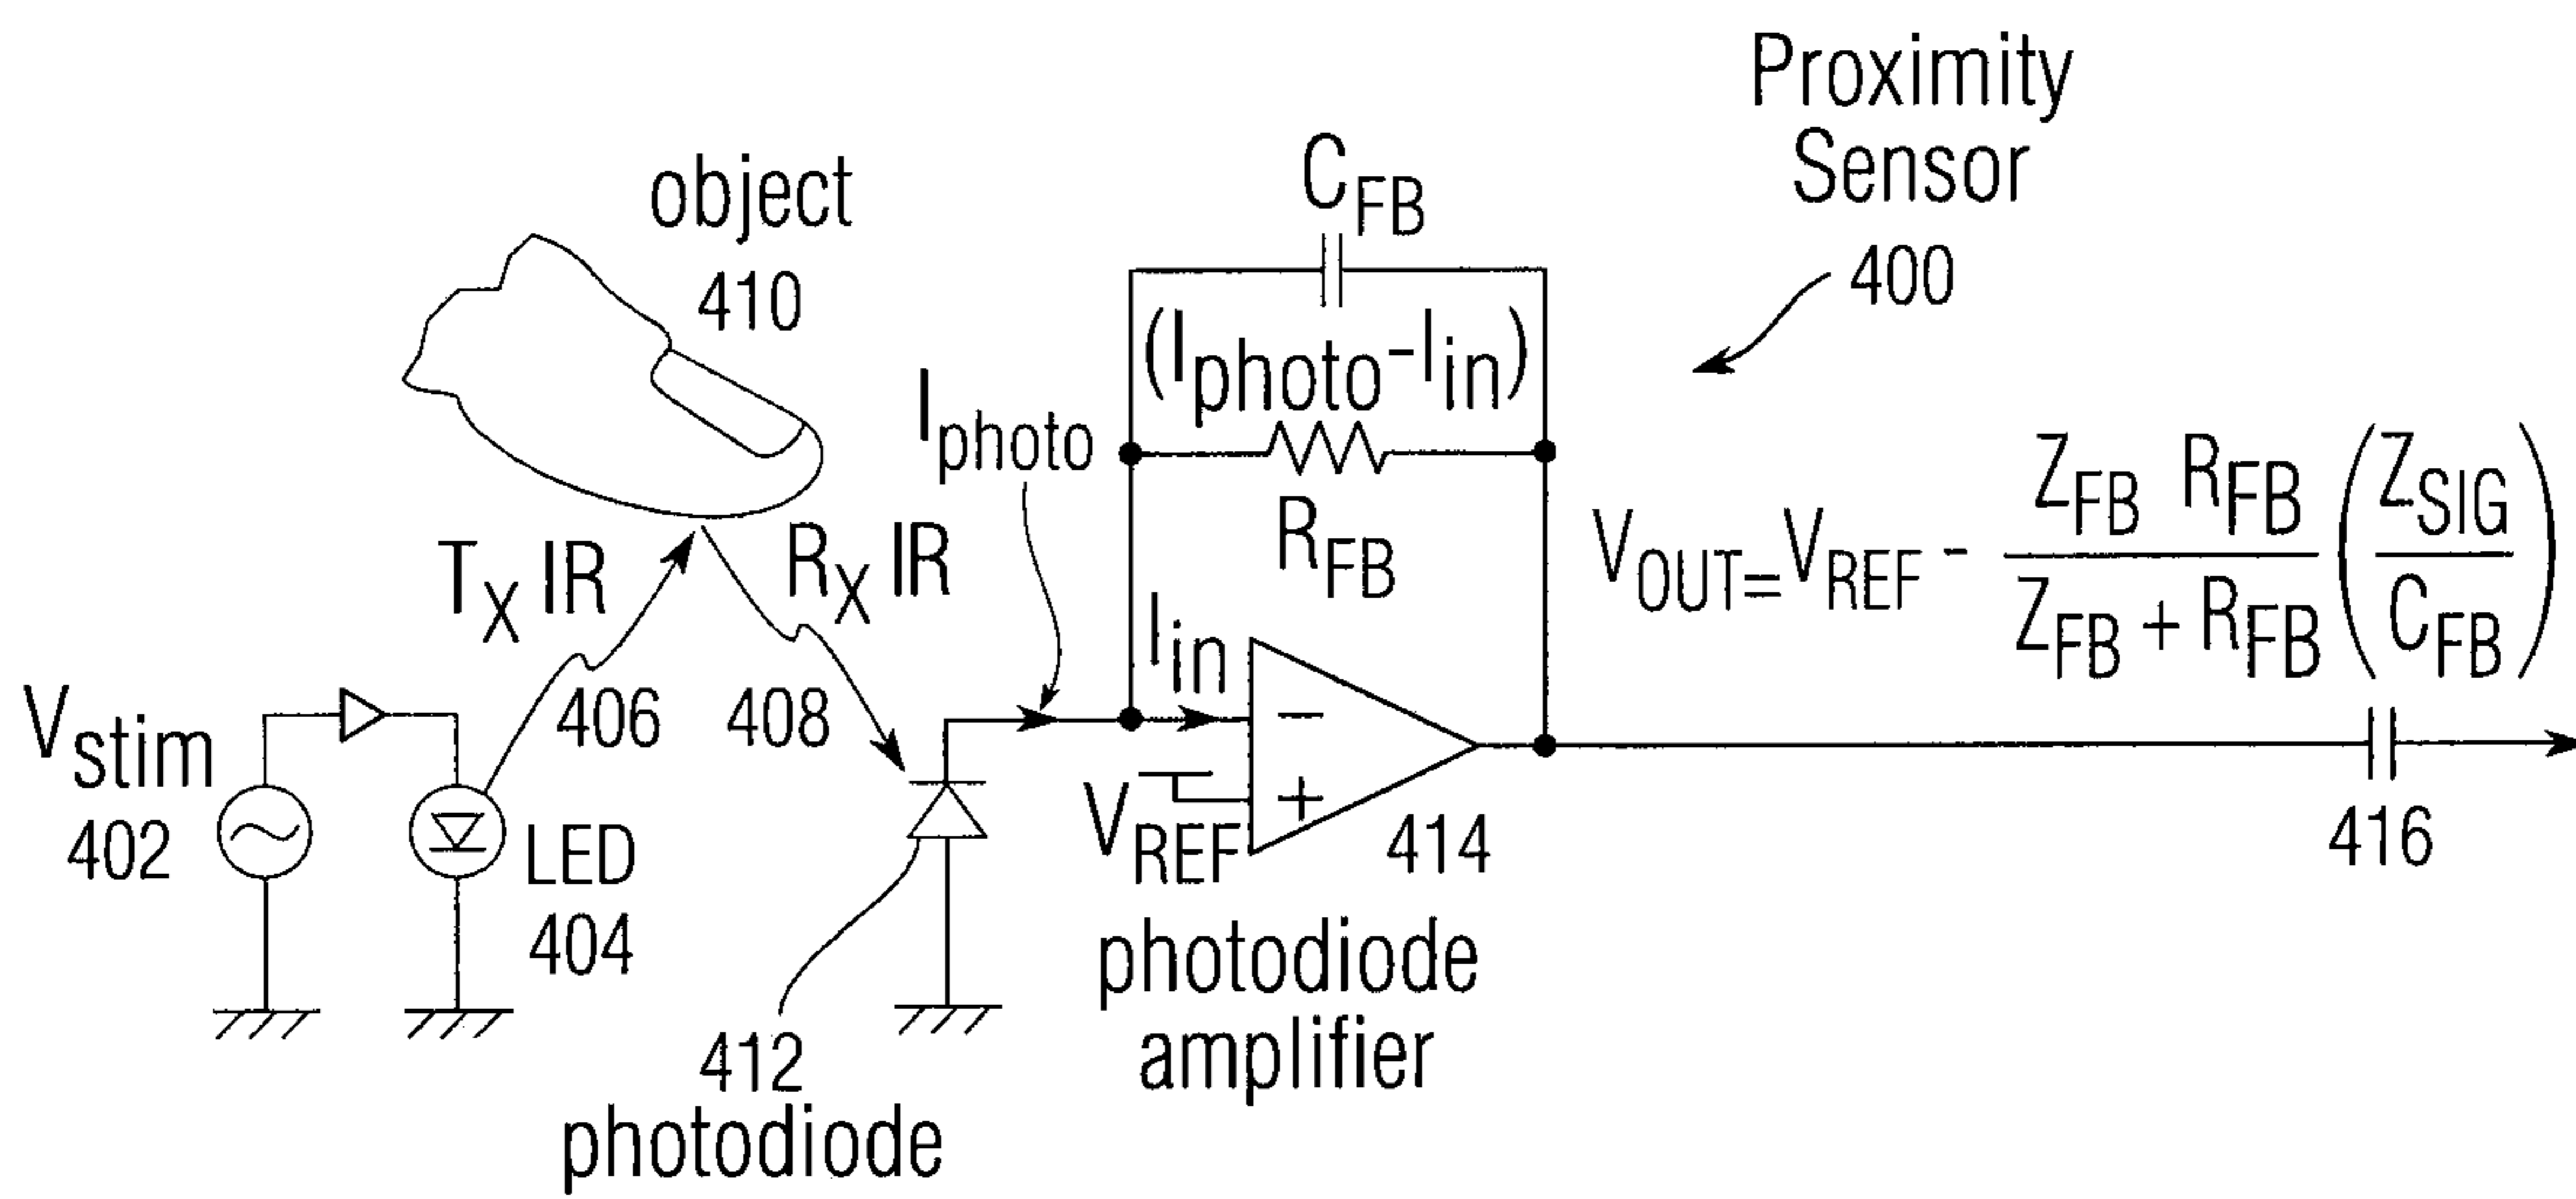 Proximity
Sensor
400
object
410
C_FB
(I_photo-I_in)
R_FB
I_photo
T_X IR
406
R_X IR
408
I_in
V_OUT=V_REF - Z_FB R_FB / Z_FB + R_FB (Z_SIG / C_FB)
V_stim
402
LED
404
412
photodiode
−
+
V_REF
414
photodiode
amplifier
416